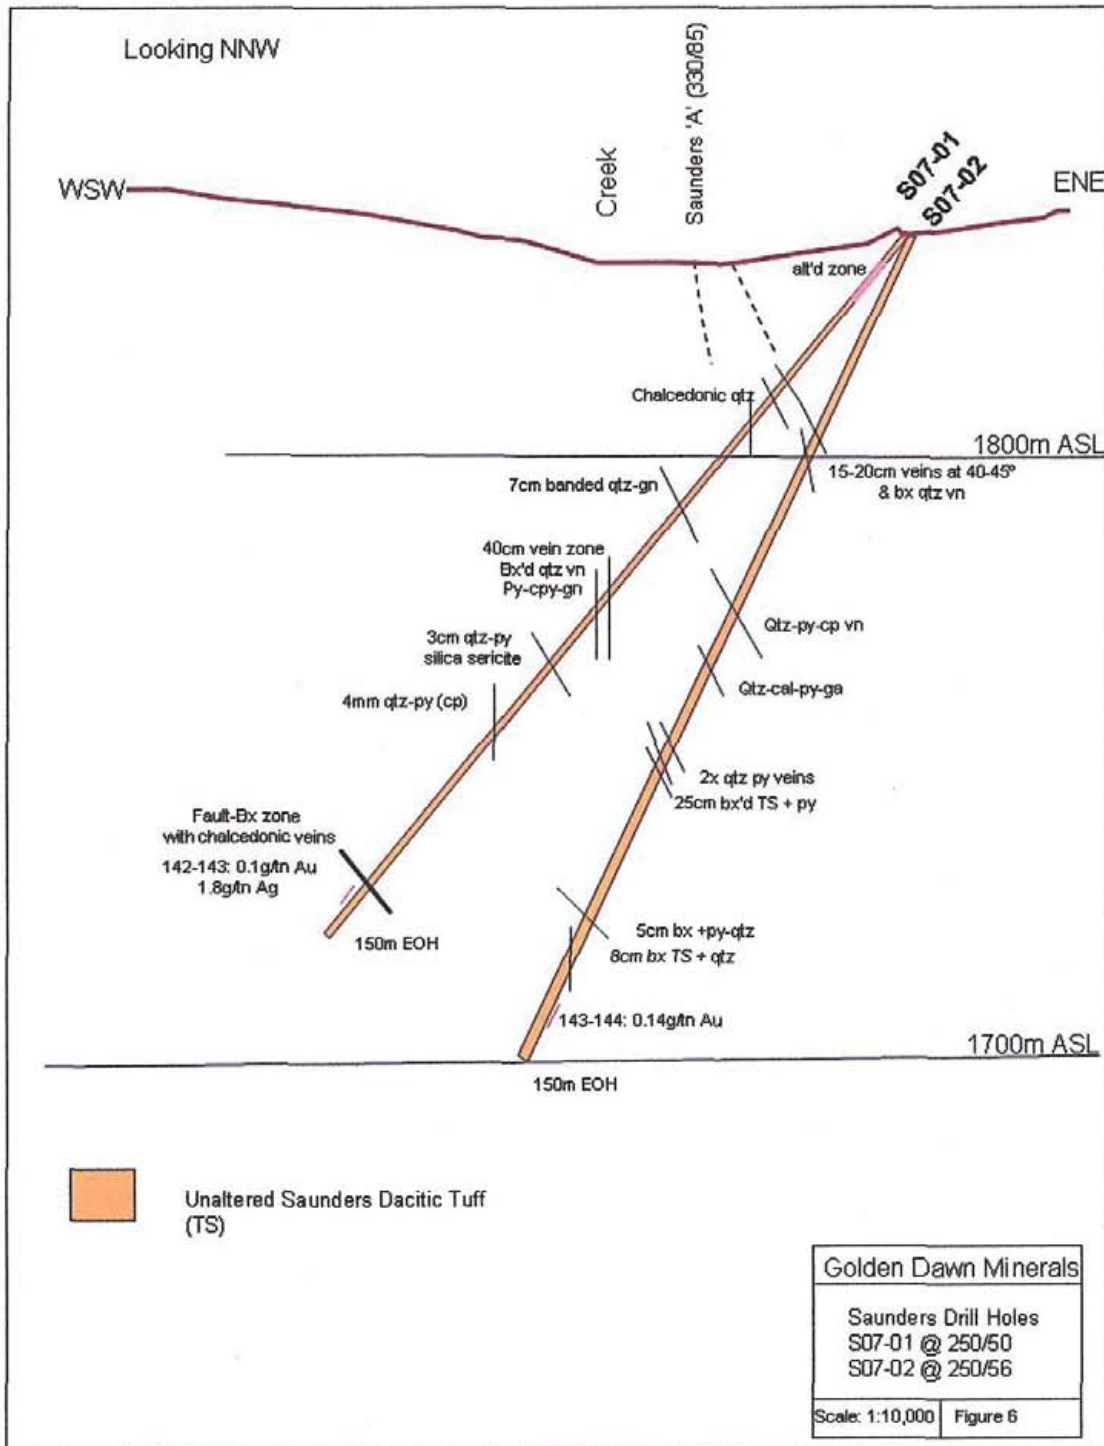 Looking NNW
Saunders 'A' (330/85)
Creek
S07-01
S07-02
WSW
ENE
alt'd zone
Chalcedonic qtz
1800m ASL
15-20cm veins at 40-45º
& bx qtz vn
7cm banded qtz-gn
40cm vein zone
Bx'd qtz vn
Py-cpy-gn
Qtz-py-cp vn
3cm qtz-py
silica sericite
Qtz-cal-py-ga
4mm qtz-py (cp)
2x qtz py veins
25cm bx'd TS + py
Fault-Bx zone
with chalcedonic veins
142-143: 0.1g/tn Au
1.8g/tn Ag
150m EOH
5cm bx +py-qtz
8cm bx TS + qtz
143-144: 0.14g/tn Au
1700m ASL
150m EOH
Unaltered Saunders Dacitic Tuff
(TS)
Golden Dawn Minerals
Saunders Drill Holes
S07-01 @ 250/50
S07-02 @ 250/56
Scale: 1:10,000
Figure 6